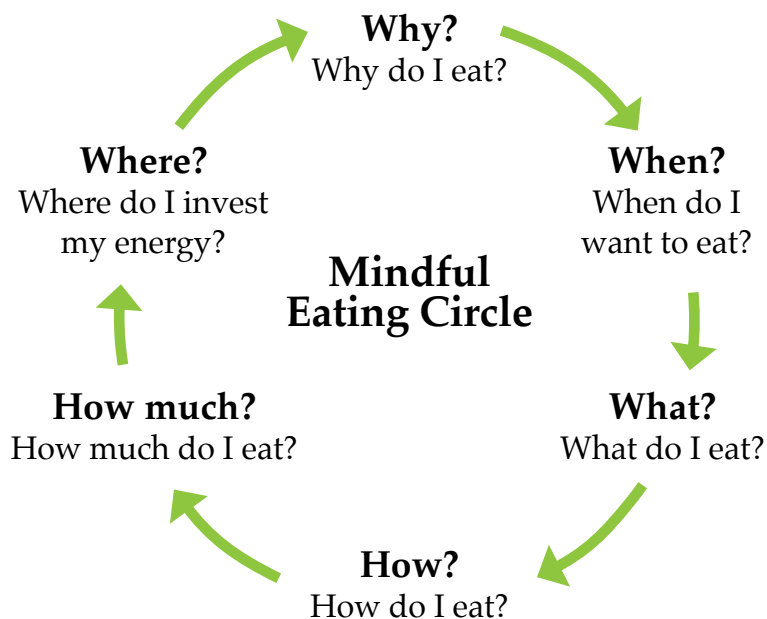 Why?
Why do I eat?
When?
When do I
want to eat?
What?
What do I eat?
How?
How do I eat?
How much?
How much do I eat?
Where?
Where do I invest
my energy?
Mindful
Eating Circle